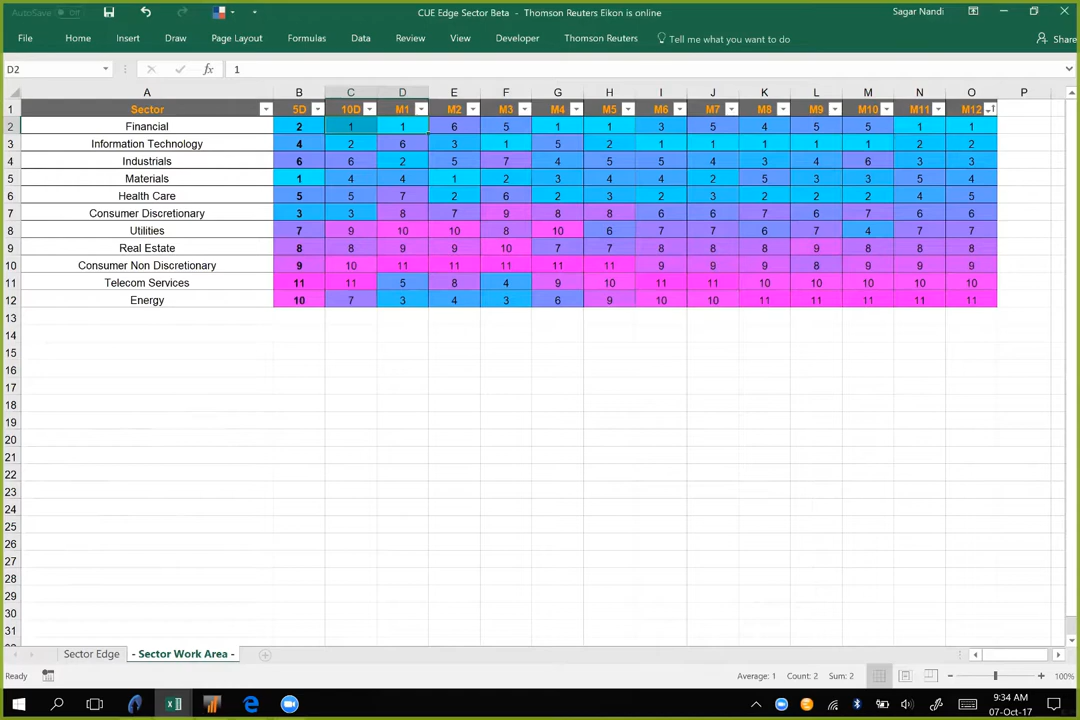 AutoSave Off
CUE Edge Sector Beta - Thomson Reuters Eikon is online
Sagar Nandi
File Home Insert Draw Page Layout Formulas Data Review View Developer Thomson Reuters Tell me what you want to do Share
D2 fx 1
A B C D E F G H I J K L M N O P
1 Sector 5D 10D M1 M2 M3 M4 M5 M6 M7 M8 M9 M10 M11 M12
2 Financial 2 1 1 6 5 1 1 3 5 4 5 5 1 1
3 Information Technology 4 2 6 3 1 5 2 1 1 1 1 1 2 2
4 Industrials 6 6 2 5 7 4 5 5 4 3 4 6 3 3
5 Materials 1 4 4 1 2 3 4 4 2 5 3 3 5 4
6 Health Care 5 5 7 2 6 2 3 2 3 2 2 2 4 5
7 Consumer Discretionary 3 3 8 7 9 8 8 6 6 7 6 7 6 6
8 Utilities 7 9 10 10 8 10 6 7 7 6 7 4 7 7
9 Real Estate 8 8 9 9 10 7 7 8 8 8 9 8 8 8
10 Consumer Non Discretionary 9 10 11 11 11 11 11 9 9 9 8 9 9 9
11 Telecom Services 11 11 5 8 4 9 10 11 11 10 10 10 10 10
12 Energy 10 7 3 4 3 6 9 10 10 11 11 11 11 11
13
14
15
16
17
18
19
20
21
22
23
24
25
26
27
28
29
30
31
Sector Edge - Sector Work Area -
Ready Average: 1 Count: 2 Sum: 2 100%
9:34 AM
07-Oct-17